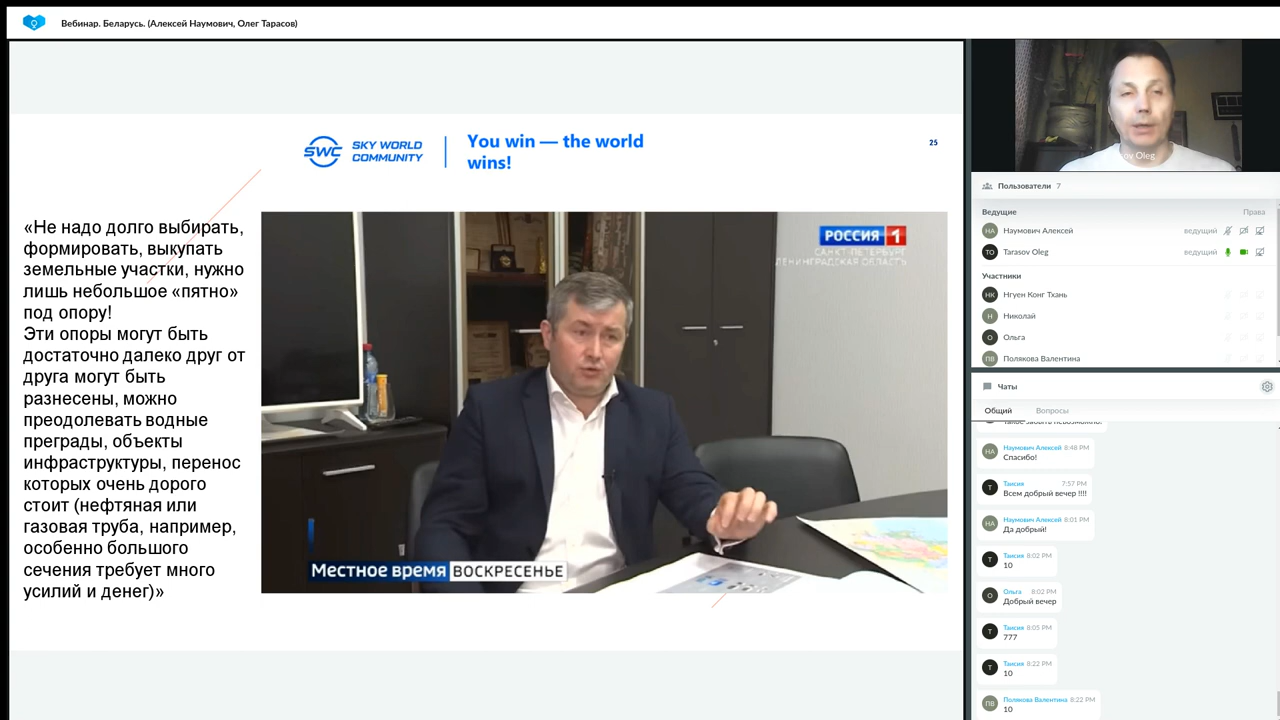 Вебинар. Беларусь. (Алексей Наумович, Олег Тарасов)
SWC
SKY WORLD
COMMUNITY
You win — the world
wins!
25
«Не надо долго выбирать,
формировать, выкупать
земельные участки, нужно
лишь небольшое «пятно»
под опору!
Эти опоры могут быть
достаточно далеко друг от
друга могут быть
разнесены, можно
преодолевать водные
преграды, объекты
инфраструктуры, перенос
которых очень дорого
стоит (нефтяная или
газовая труба, например,
особенно большого
сечения требует много
усилий и денег)»
РОССИЯ 1
САНКТ-ПЕТЕРБУРГ
ЛЕНИНГРАДСКАЯ ОБЛАСТЬ
Местное время ВОСКРЕСЕНЬЕ
Oleg
Пользователи 7
Ведущие Права
НА Наумович Алексей ведущий
TO Tarasov Oleg ведущий
Участники
НК Нгуен Конг Тхань
Н Николай
О Ольга
ПВ Полякова Валентина
Чаты
Общий Вопросы
НА Наумович Алексей 8:48 PM
Спасибо!
Т Таисия 7:57 PM
Всем добрый вечер !!!!
НА Наумович Алексей 8:01 PM
Да добрый!
Т Таисия 8:02 PM
10
О Ольга 8:02 PM
Добрый вечер
Т Таисия 8:05 PM
777
Т Таисия 8:22 PM
10
ПВ Полякова Валентина 8:22 PM
10